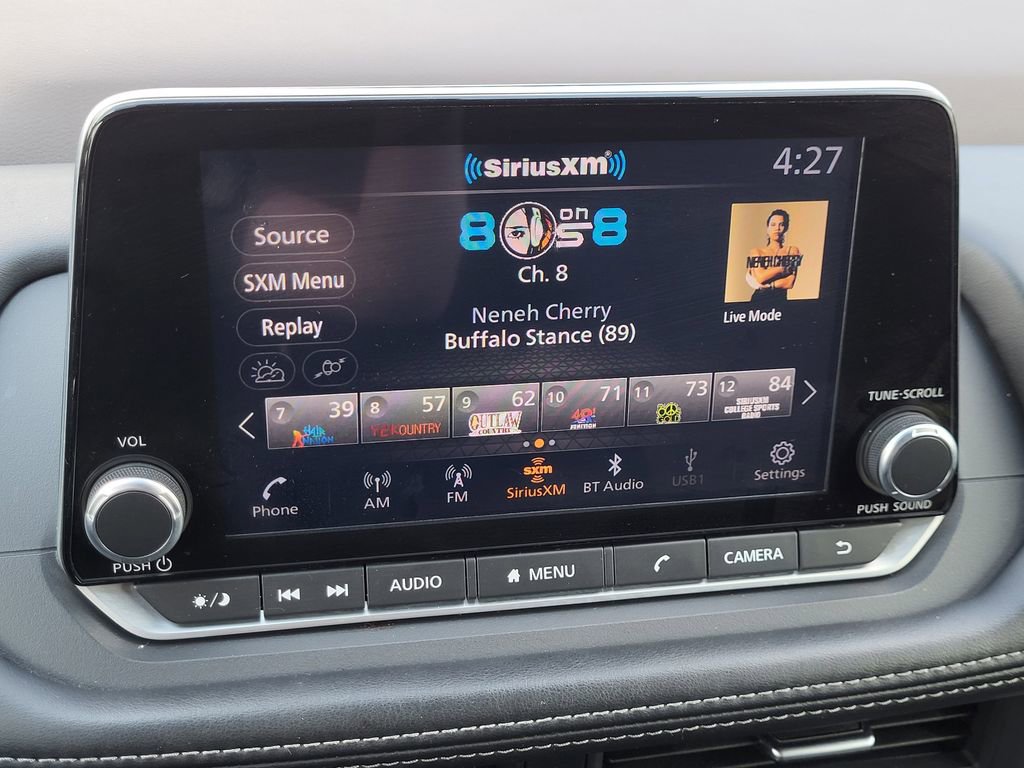 SiriusXM®
4:27
80s on 8
Ch. 8
Source
SXM Menu
Replay
Neneh Cherry
Buffalo Stance (89)
NENEH CHERRY
Live Mode
7 39 HAIR NATION
8 57 Y2KOUNTRY
9 62 OUTLAW COUNTRY
10 71
11 73
12 84 SIRIUSXM COLLEGE SPORTS RADIO
VOL
PUSH
TUNE·SCROLL
PUSH SOUND
Phone
AM
FM
sxm
SiriusXM
BT Audio
USB1
Settings
AUDIO
MENU
CAMERA